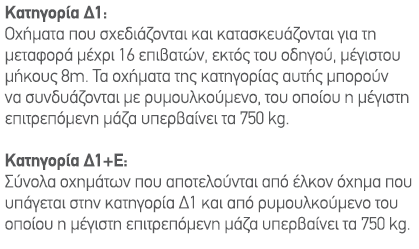 Κατηγορία Δ1:
Οχήματα που σχεδιάζονται και κατασκευάζονται για τη
μεταφορά μέχρι 16 επιβατών, εκτός του οδηγού, μέγιστου
μήκους 8m. Τα οχήματα της κατηγορίας αυτής μπορούν
να συνδυάζονται με ρυμουλκούμενο, του οποίου η μέγιστη
επιτρεπόμενη μάζα υπερβαίνει τα 750 kg.
Κατηγορία Δ1+Ε:
Σύνολα οχημάτων που αποτελούνται από έλκον όχημα που
υπάγεται στην κατηγορία Δ1 και από ρυμουλκούμενο του
οποίου η μέγιστη επιτρεπόμενη μάζα υπερβαίνει τα 750 kg.